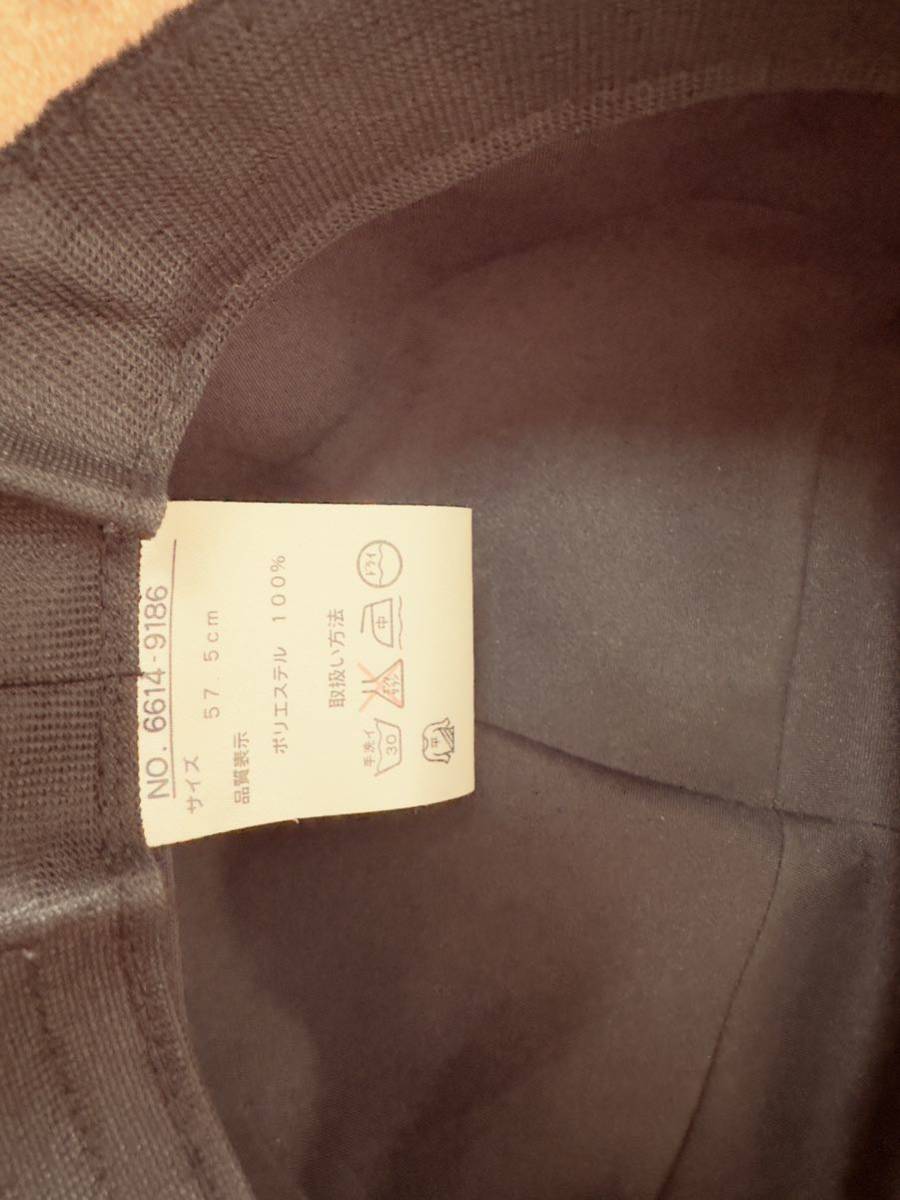 NO. 6614-9186
サイズ
57.5cm
品質表示
ポリエステル 100%
取扱い方法
手洗イ
30
中
ドライ
平